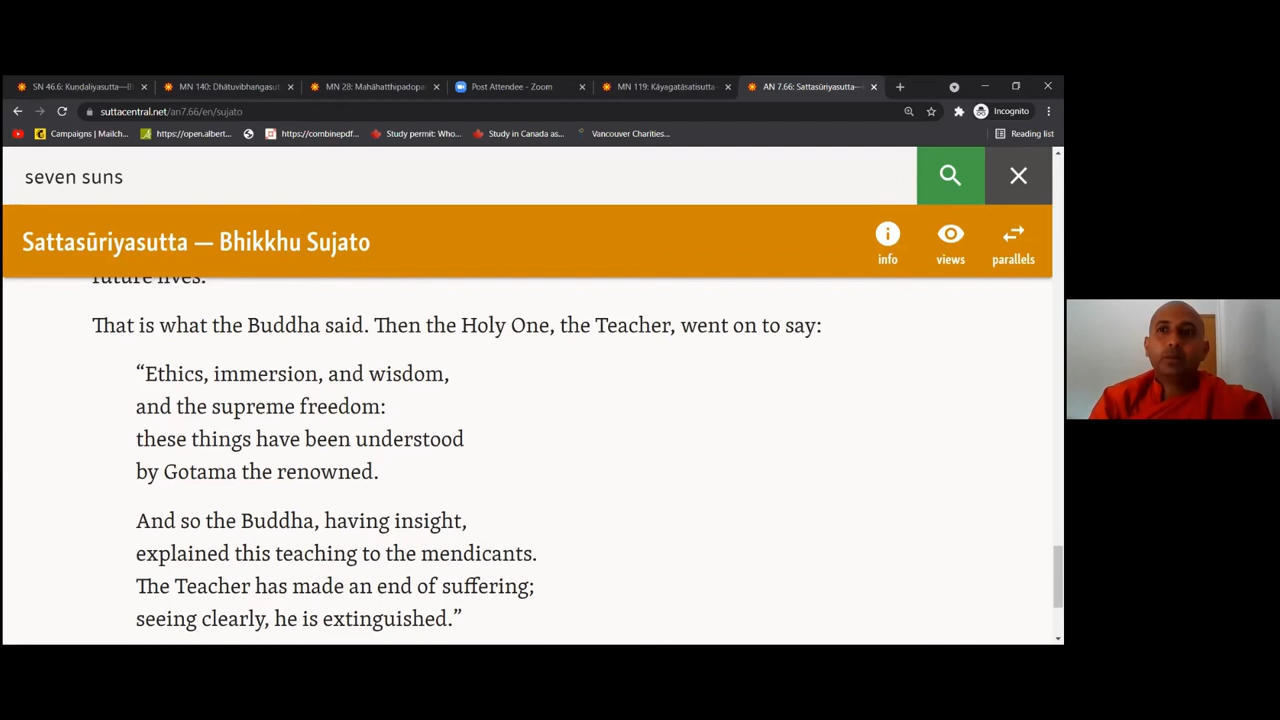 SN 46.6: Kuṇḍaliyasutta—B
MN 140: Dhātuvibhaṅgasut
MN 28: Mahāhatthipadopa
Post Attendee - Zoom
MN 119: Kāyagatāsatisutta
AN 7.66: Sattasūriyasutta—
suttacentral.net/an7.66/en/sujato
Incognito
Campaigns | Mailch...
https://open.albert...
https://combinepdf...
Study permit: Who...
Study in Canada as...
Vancouver Charities...
Reading list
seven suns
Sattasūriyasutta — Bhikkhu Sujato
info
views
parallels
future lives.
That is what the Buddha said. Then the Holy One, the Teacher, went on to say:
“Ethics, immersion, and wisdom,
and the supreme freedom:
these things have been understood
by Gotama the renowned.
And so the Buddha, having insight,
explained this teaching to the mendicants.
The Teacher has made an end of suffering;
seeing clearly, he is extinguished.”